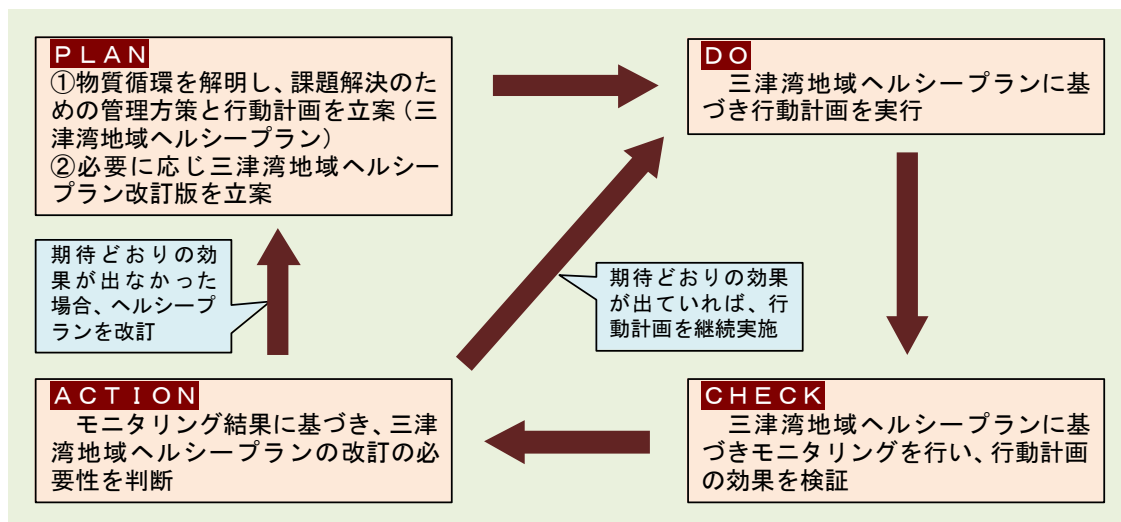 PLAN
①物質循環を解明し、課題解決のた
めの管理方策と行動計画を立案(三
津湾地域ヘルシープラン)
②必要に応じ三津湾地域ヘルシー
プラン改訂版を立案
DO
三津湾地域ヘルシープランに基
づき行動計画を実行
期待どおりの効
果が出なかった
場合、ヘルシープ
ランを改訂
期待どおりの効果
が出ていれば、行
動計画を継続実施
ACTION
モニタリング結果に基づき、三津
湾地域ヘルシープランの改訂の必
要性を判断
CHECK
三津湾地域ヘルシープランに基
づきモニタリングを行い、行動計画
の効果を検証